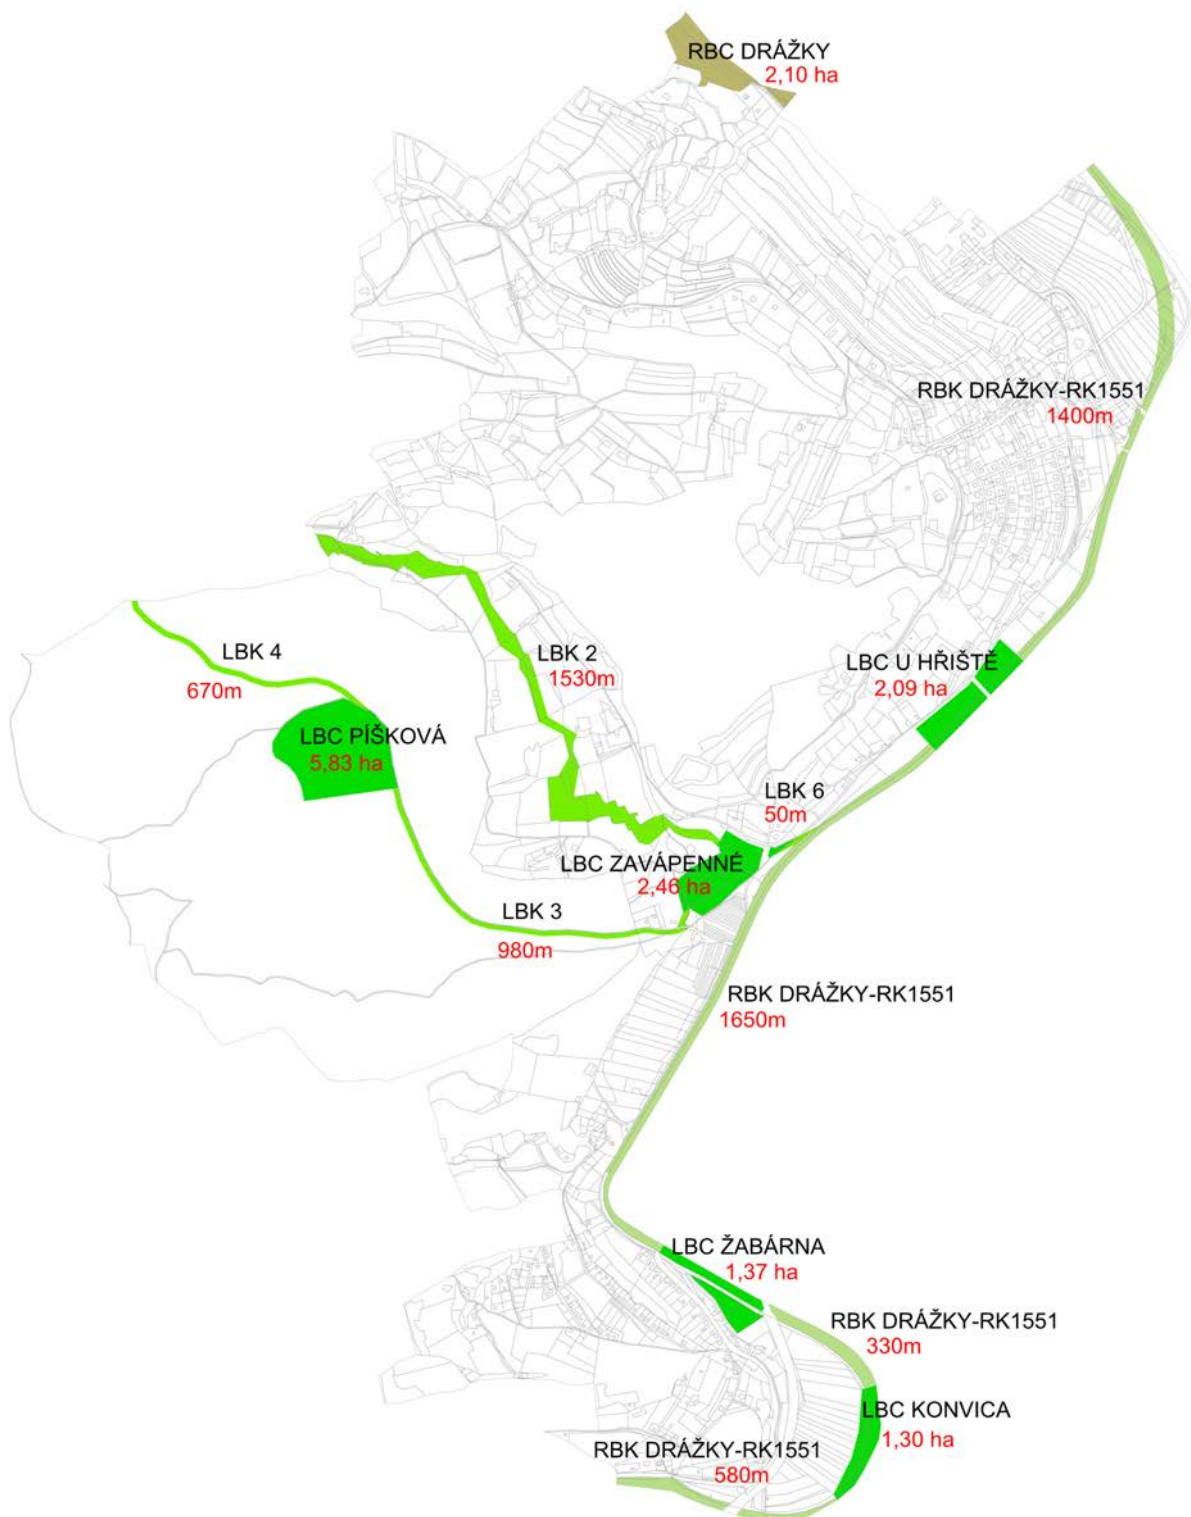 RBC DRÁŽKY
2,10 ha
RBK DRÁŽKY-RK1551
1400m
LBK 4
670m
LBK 2
1530m
LBC U HŘIŠTĚ
2,09 ha
LBC PÍŠKOVÁ
5,83 ha
LBK 6
50m
LBC ZAVÁPENNÉ
2,46 ha
LBK 3
980m
RBK DRÁŽKY-RK1551
1650m
LBC ŽABÁRNA
1,37 ha
RBK DRÁŽKY-RK1551
330m
LBC KONVICA
1,30 ha
RBK DRÁŽKY-RK1551
580m